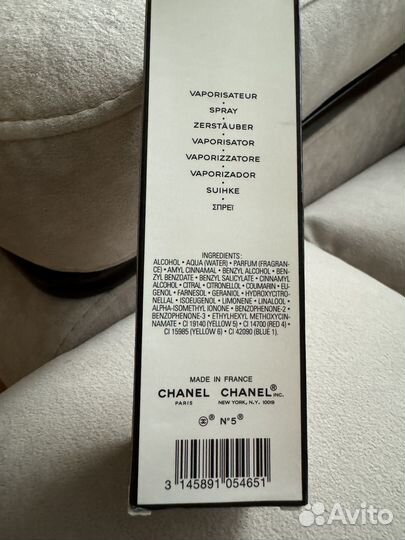 VAPORISATEUR
•
SPRAY
•
ZERSTÄUBER
•
VAPORISATOR
•
VAPORIZZATORE
•
VAPORIZADOR
•
SUIHKE
•
ΣΠΡΕΪ
INGREDIENTS:
ALCOHOL • AQUA (WATER) • PARFUM (FRAGRAN-
CE) • AMYL CINNAMAL • BENZYL ALCOHOL • BEN-
ZYL BENZOATE • BENZYL SALICYLATE • CINNAMYL
ALCOHOL • CITRAL • CITRONELLOL • COUMARIN • EU-
GENOL • FARNESOL • GERANIOL • HYDROXYCITRO-
NELLAL • ISOEUGENOL • LIMONENE • LINALOOL •
ALPHA-ISOMETHYL IONONE • BENZOPHENONE-2 •
BENZOPHENONE-3 • ETHYLHEXYL METHOXYCIN-
NAMATE • CI 19140 (YELLOW 5) • CI 14700 (RED 4) •
CI 15985 (YELLOW 6) • CI 42090 (BLUE 1).
MADE IN FRANCE
CHANEL CHANEL® INC.
PARIS NEW YORK, N.Y. 10019
® N°5®
3 145891 054651
Avito